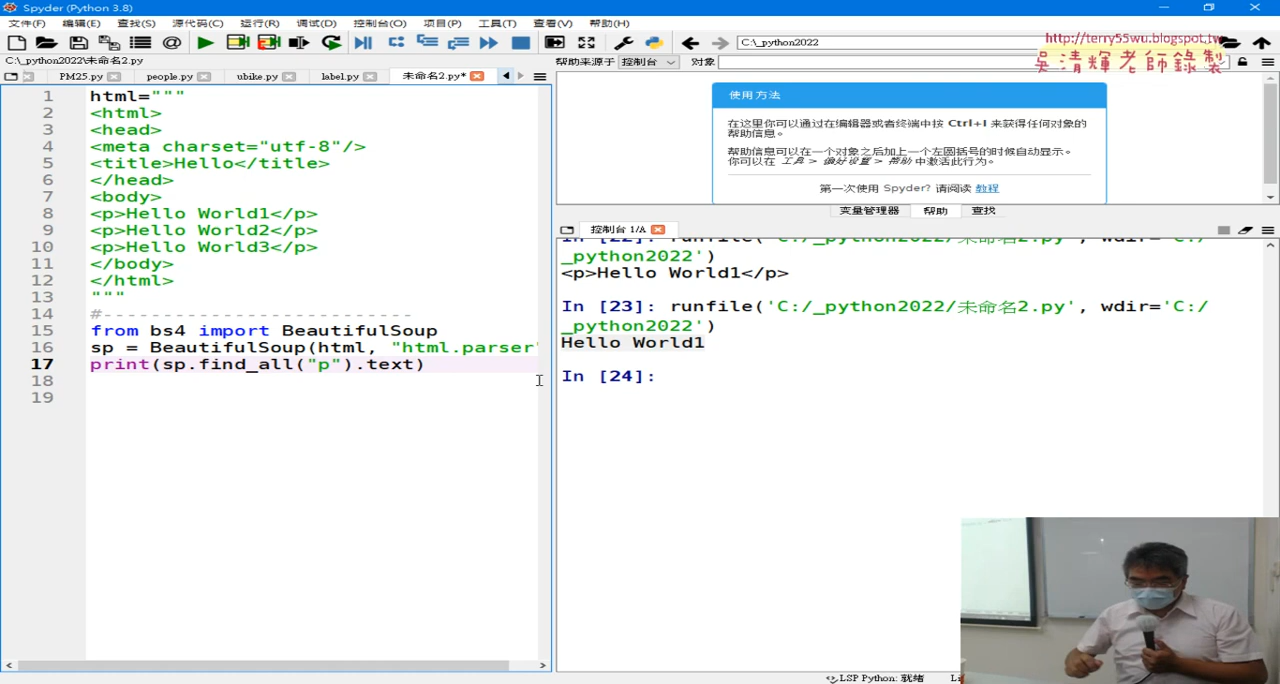 Spyder (Python 3.8)
文件(F) 编辑(E) 查找(S) 源代码(C) 运行(R) 调试(D) 控制台(O) 项目(P) 工具(T) 查看(V) 帮助(H)
C:\_python2022
http://terry55wu.blogspot.tw
吳清輝老師錄製
C:\_python2022\未命名2.py
帮助来源于 控制台 对象
PM25.py people.py ubike.py label.py 未命名2.py*
1 html="""
2 <html>
3 <head>
4 <meta charset="utf-8"/>
5 <title>Hello</title>
6 </head>
7 <body>
8 <p>Hello World1</p>
9 <p>Hello World2</p>
10 <p>Hello World3</p>
11 </body>
12 </html>
13 """
14 #--------------------------
15 from bs4 import BeautifulSoup
16 sp = BeautifulSoup(html, "html.parser"
17 print(sp.find_all("p").text)
18
19
使用方法
在这里你可以通过在编辑器或者终端中按 Ctrl+I 来获得任何对象的
帮助信息。
帮助信息可以在一个对象之后加上一个左圆括号的时候自动显示。
你可以在 工具 > 偏好设置 > 帮助 中激活此行为。
第一次使用 Spyder? 请阅读 教程
变量管理器 帮助 查找
控制台 1/A
In [22]: runfile('C:/_python2022/未命名2.py', wdir='C:/
_python2022')
<p>Hello World1</p>
In [23]: runfile('C:/_python2022/未命名2.py', wdir='C:/
_python2022')
Hello World1
In [24]:
LSP Python: 就绪